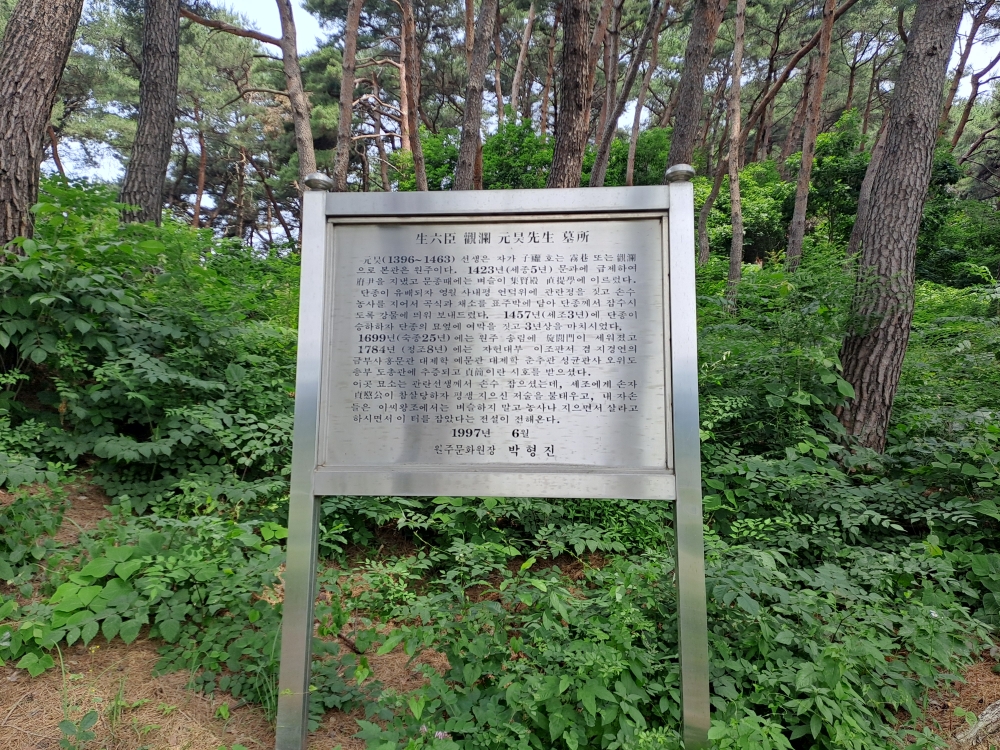 生六臣 觀瀾 元昊先生 墓所
元昊(1396~1463) 선생은 자가 子虛 호는 霧巷 또는 觀瀾
으로 본관은 원주이다. 1423년(세종5년) 문과에 급제하여
府尹을 지냈고 문종때에는 벼슬이 集賢殿 直提學에 이르렀다.
단종이 유배되자 영월 사내평 언덕위에 관란정을 짓고 손수
농사를 지어서 곡식과 채소를 표주박에 담아 단종께서 잡수시
도록 강물에 띄워 보내드렸다. 1457년(세조3년)에 단종이
승하하자 단종의 묘옆에 여막을 짓고 3년상을 마치시었다.
1699년(숙종25년)에는 원주 송림에 旌閭門이 세워졌고
1784년 (정조8년)에는 자헌대부 이조판서 겸 지경연의
금부사홍문관 대제학 예문관 대제학 춘추관 성균관사 오위도
총부 도총관에 추증되고 貞簡이란 시호를 받으셨다.
이곳 묘소는 관란선생께서 손수 잡으셨는데, 세조에게 손자
가 참살당하자 평생 지으신 저술을 불태우고, 내 자손
들은 이씨왕조에서는 벼슬하지 말고 농사나 지으면서 살라고
하시면서 이 터를 잡았다는 전설이 전해온다.
1997년 6월
원주문화원장 박형진